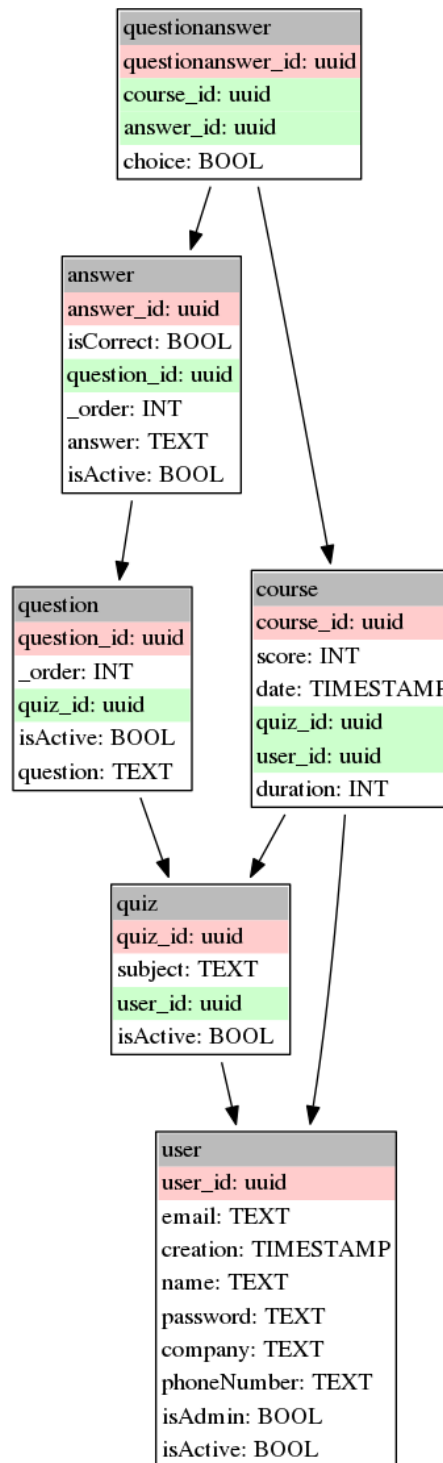 questionanswer
questionanswer_id: uuid
course_id: uuid
answer_id: uuid
choice: BOOL
answer
answer_id: uuid
isCorrect: BOOL
question_id: uuid
_order: INT
answer: TEXT
isActive: BOOL
question
question_id: uuid
_order: INT
quiz_id: uuid
isActive: BOOL
question: TEXT
course
course_id: uuid
score: INT
date: TIMESTAMP
quiz_id: uuid
user_id: uuid
duration: INT
quiz
quiz_id: uuid
subject: TEXT
user_id: uuid
isActive: BOOL
user
user_id: uuid
email: TEXT
creation: TIMESTAMP
name: TEXT
password: TEXT
company: TEXT
phoneNumber: TEXT
isAdmin: BOOL
isActive: BOOL